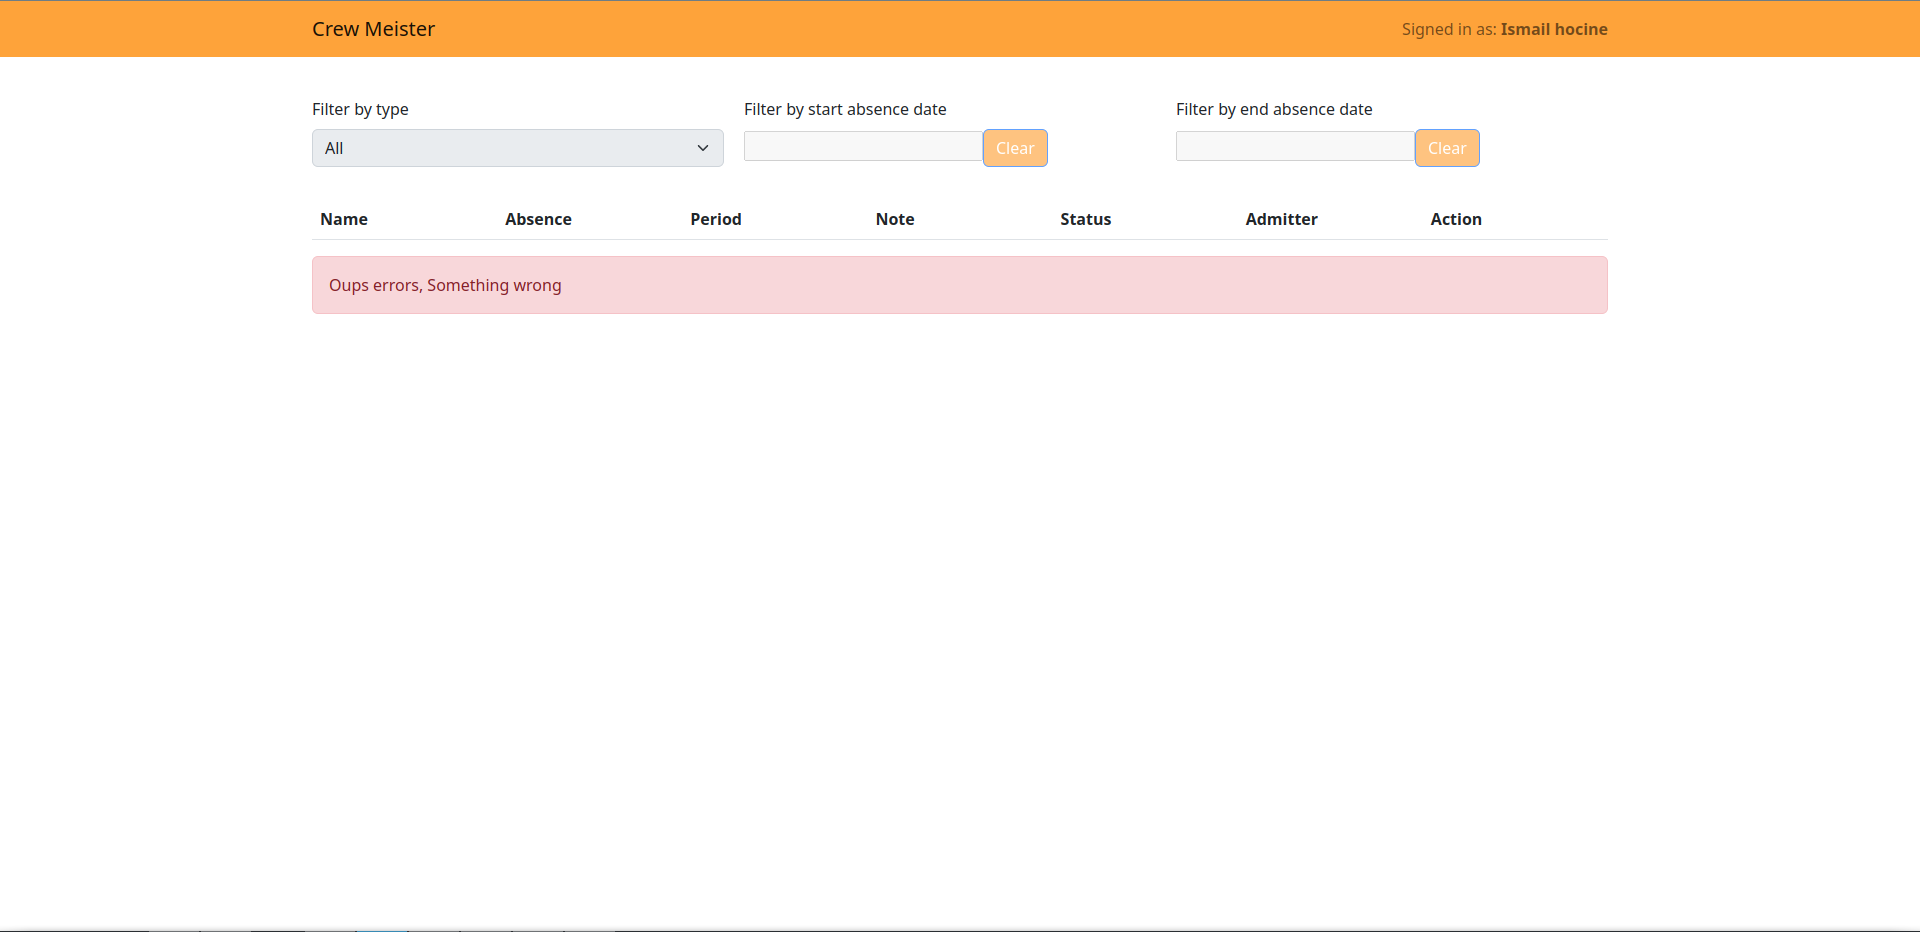 Crew Meister
Signed in as: Ismail hocine
Filter by type
Filter by start absence date
Filter by end absence date
All
Clear
Clear
Name Absence Period Note Status Admitter Action
Oups errors, Something wrong